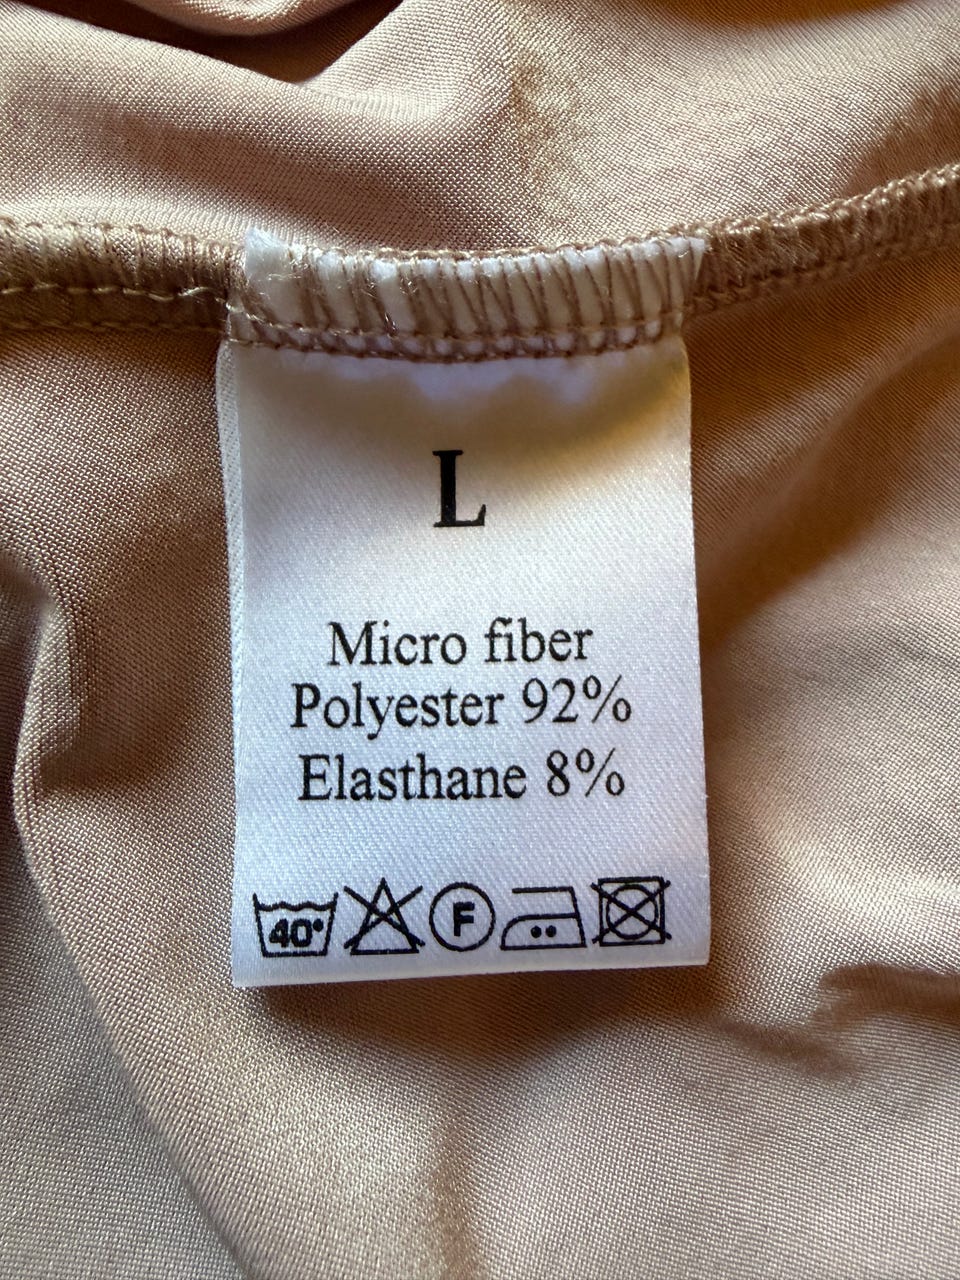 L
Micro fiber
Polyester 92%
Elasthane 8%
40° F